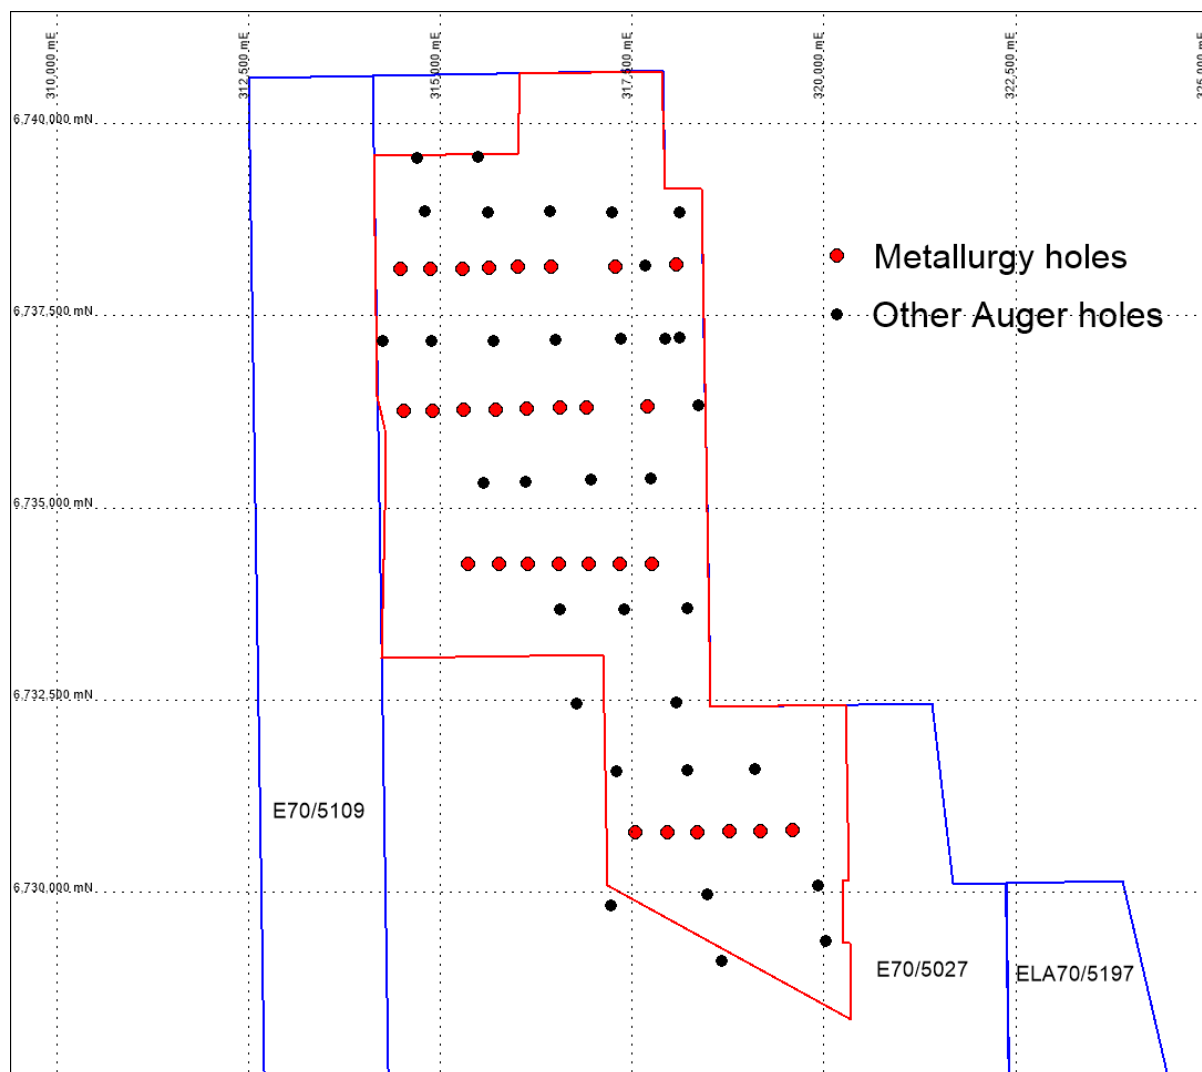 310,000 mE
312,500 mE
315,000 mE
317,500 mE
320,000 mE
322,500 mE
6,740,000 mN
Metallurgy holes
6,737,500 mN
Other Auger holes
6,735,000 mN
6,732,500 mN
E70/5109
6,730,000 mN
E70/5027
ELA70/5197